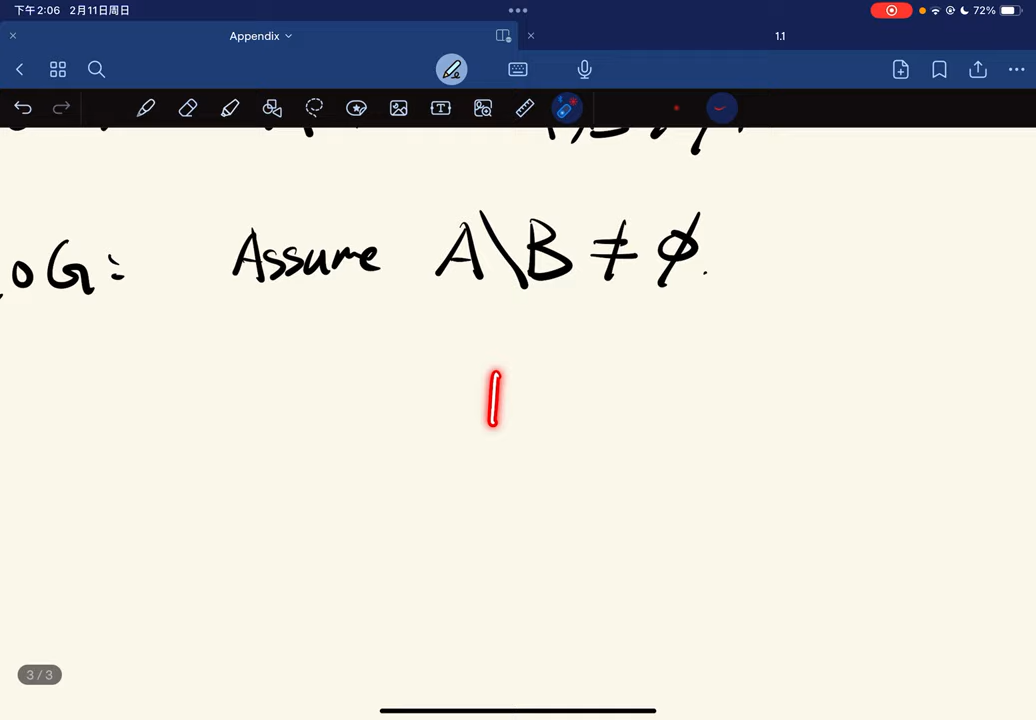 下午2:06 2月11日周日
72%
Appendix
1.1
oG: Assume A\B ≠ ∅.
3 / 3